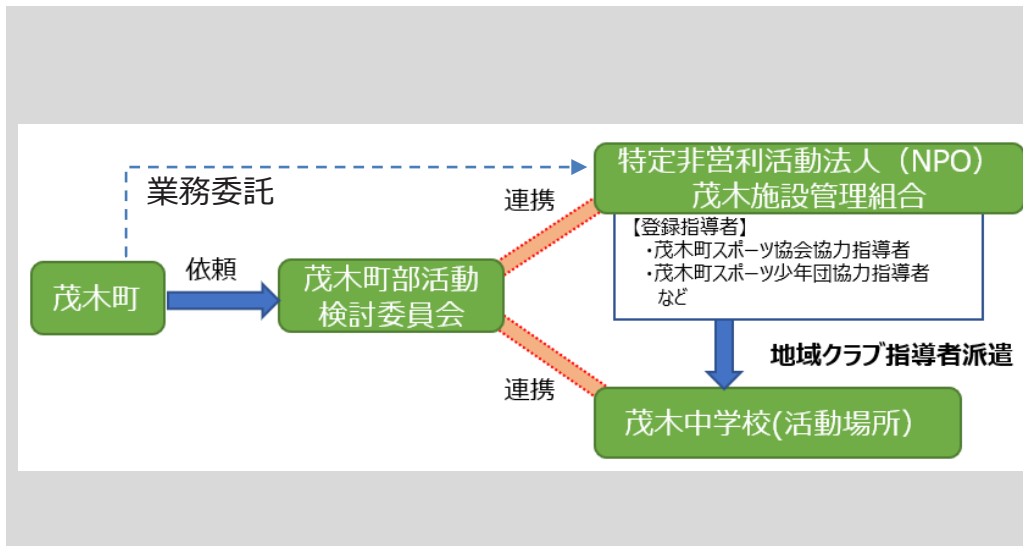 特定非営利活動法人（NPO）
茂木施設管理組合
業務委託
連携
【登録指導者】
・茂木町スポーツ協会協力指導者
・茂木町スポーツ少年団協力指導者
など
茂木町
依頼
茂木町部活動
検討委員会
地域クラブ指導者派遣
連携
茂木中学校(活動場所）